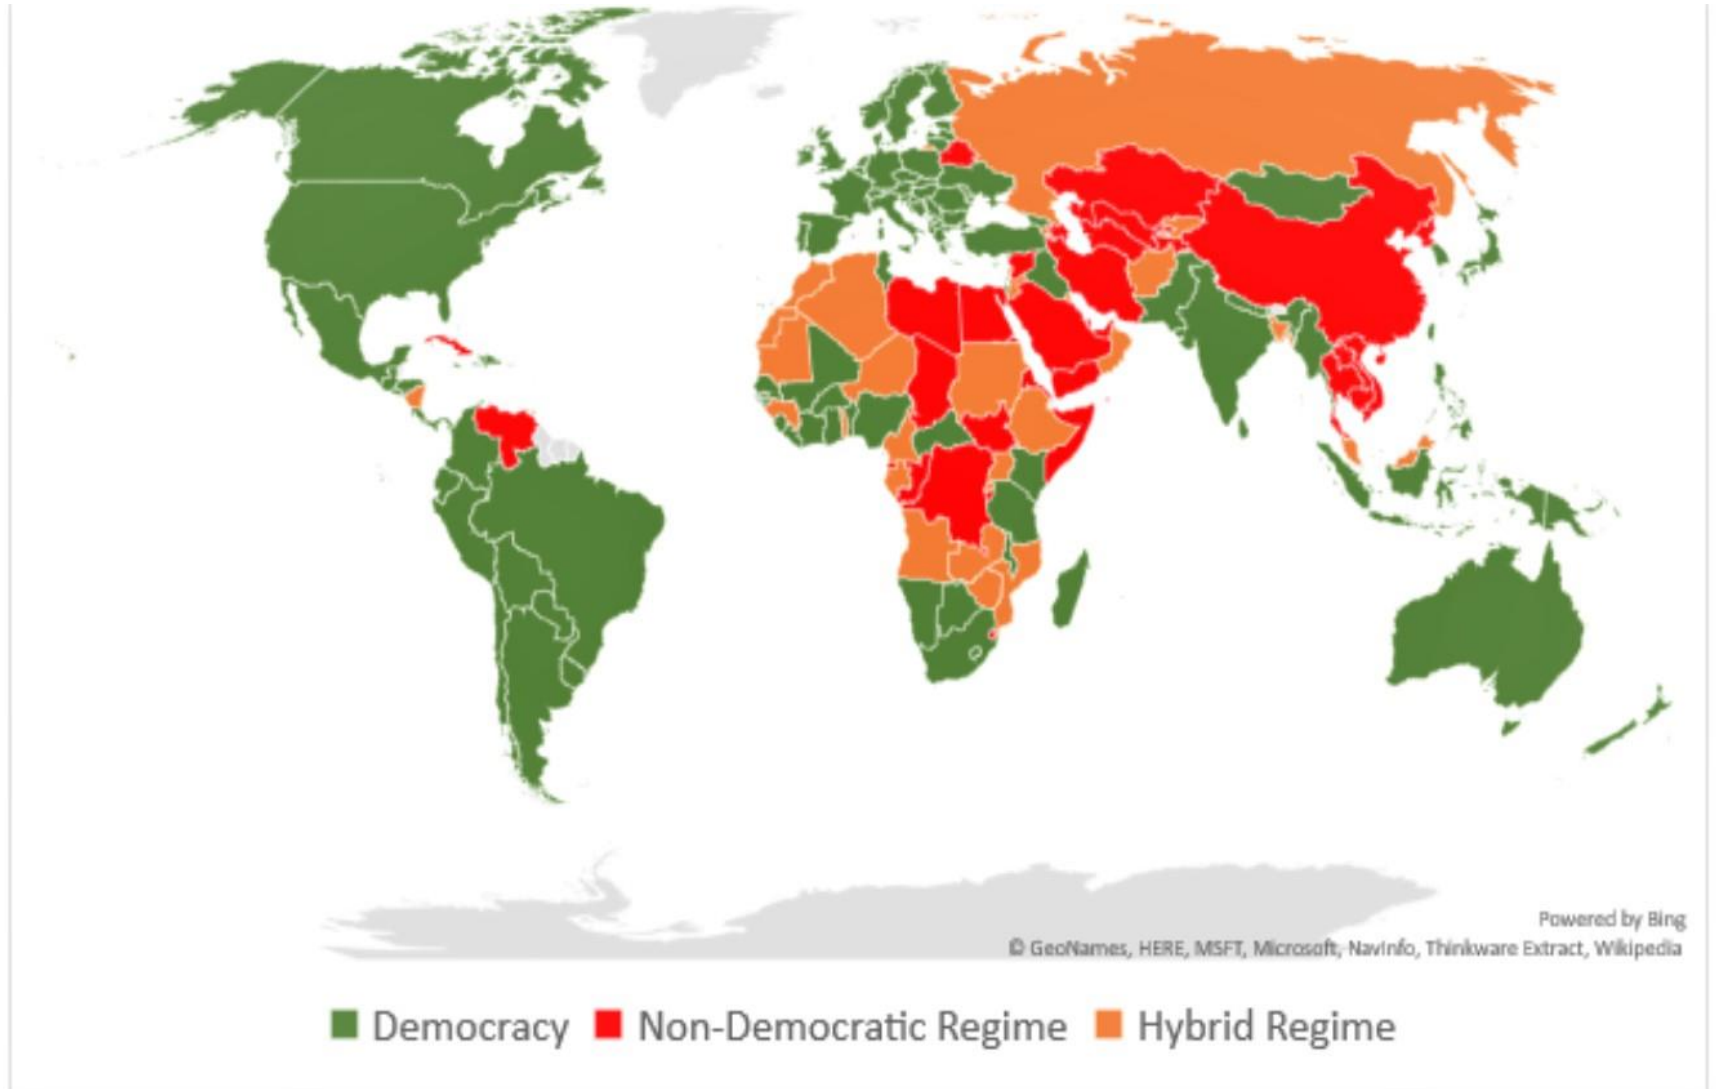 Powered by Bing
© GeoNames, HERE, MSFT, Microsoft, NavInfo, Thinkware Extract, Wikipedia
Democracy Non-Democratic Regime Hybrid Regime